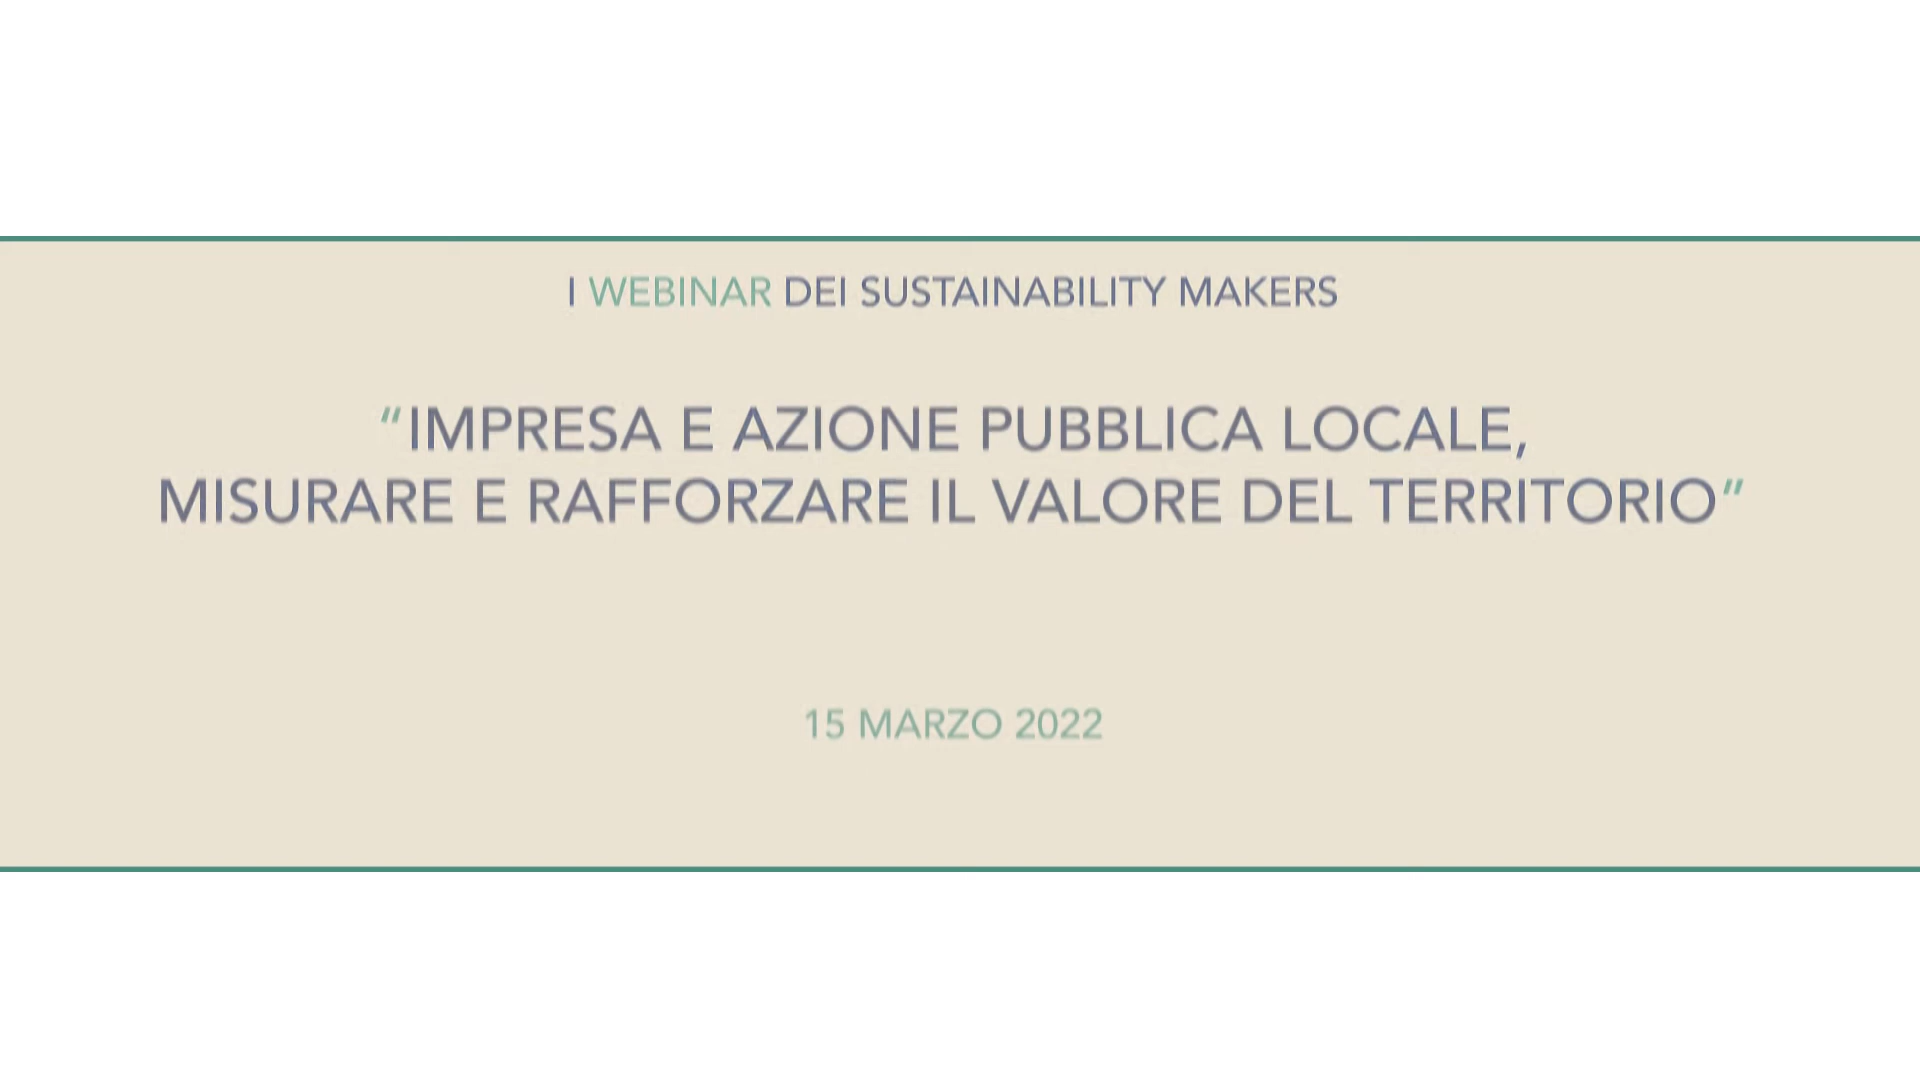 I WEBINAR DEI SUSTAINABILITY MAKERS
“IMPRESA E AZIONE PUBBLICA LOCALE,
MISURARE E RAFFORZARE IL VALORE DEL TERRITORIO”
15 MARZO 2022